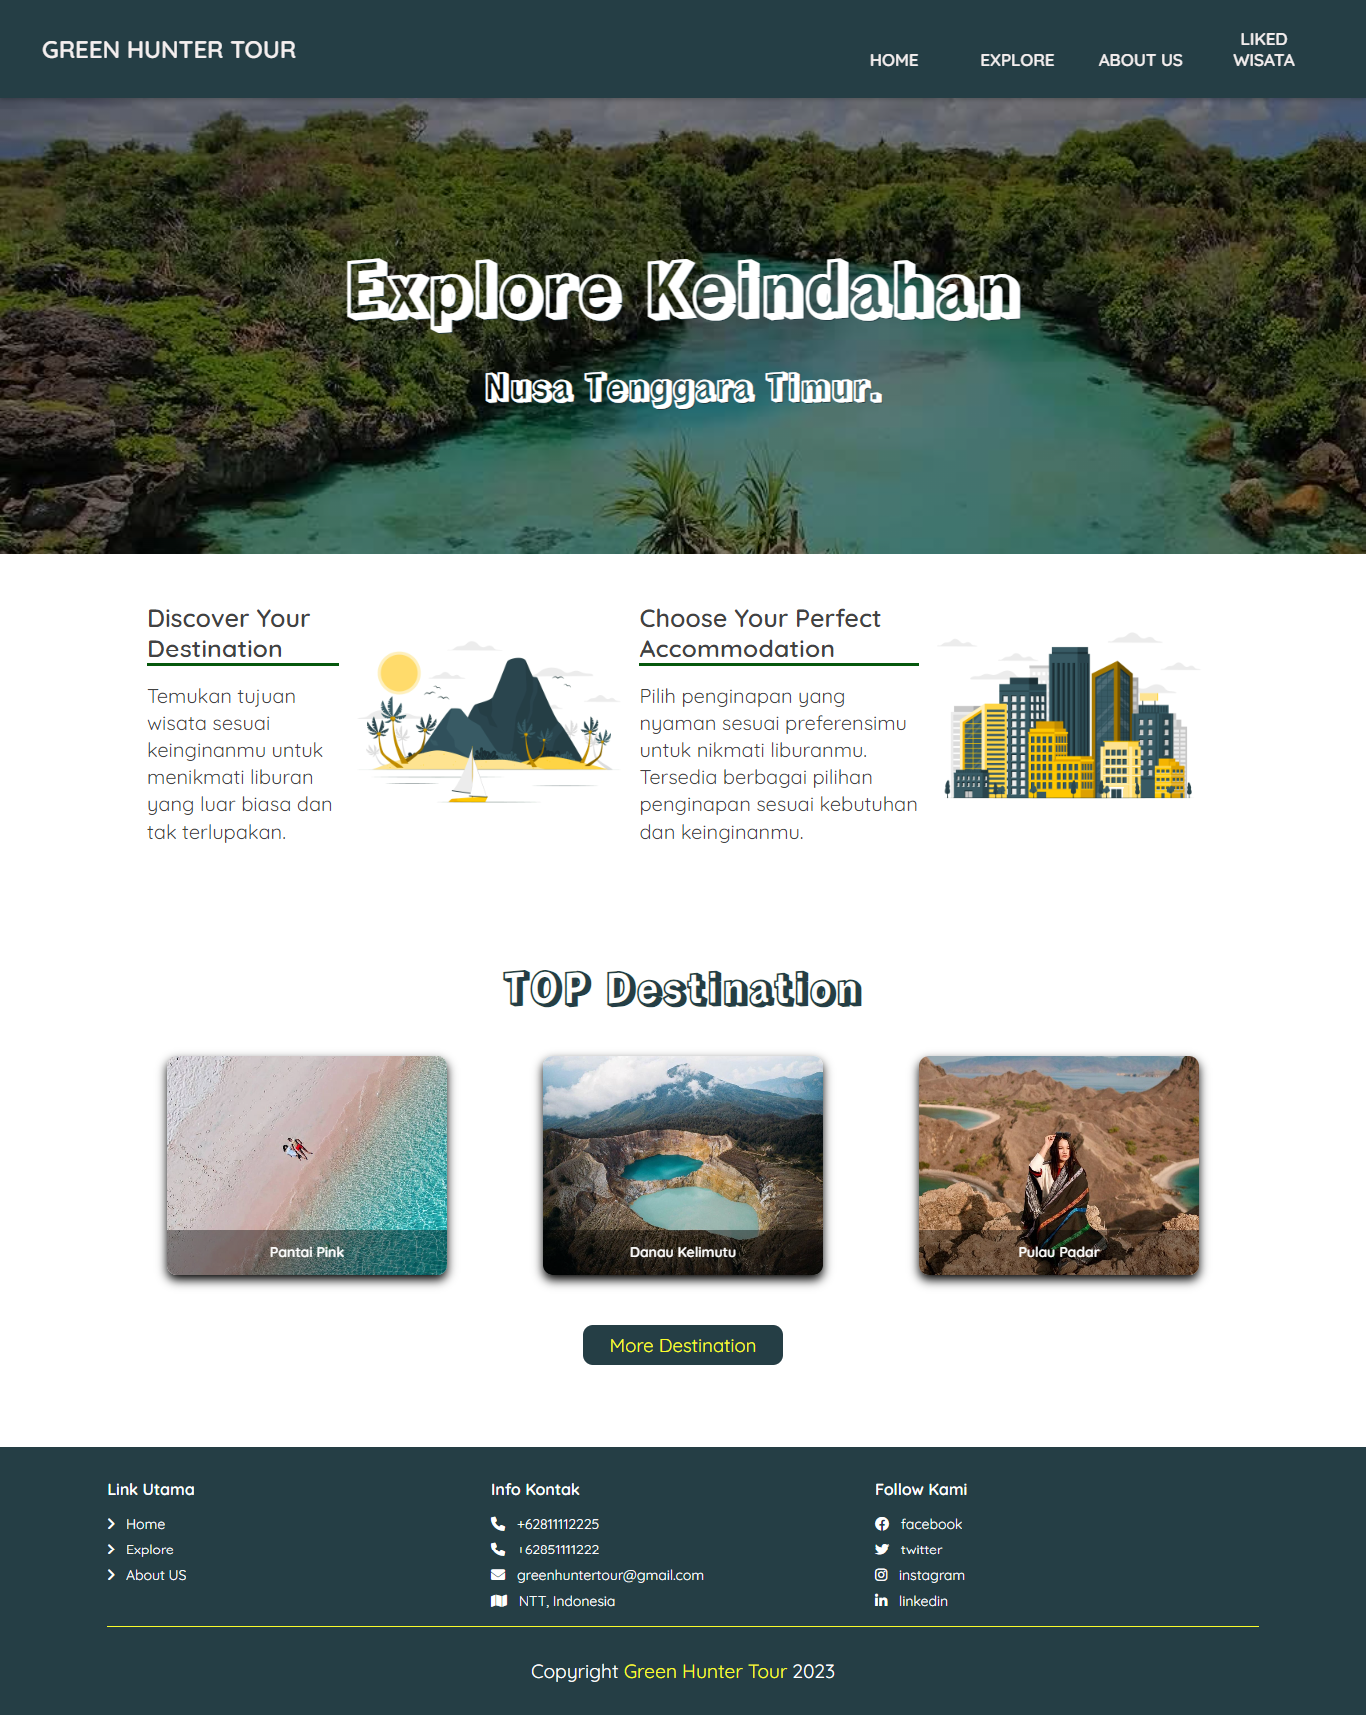 GREEN HUNTER TOUR
HOME
EXPLORE
ABOUT US
LIKED
WISATA
Explore Keindahan
Nusa Tenggara Timur.
Discover Your
Destination
Temukan tujuan
wisata sesuai
keinginanmu untuk
menikmati liburan
yang luar biasa dan
tak terlupakan.
Choose Your Perfect
Accommodation
Pilih penginapan yang
nyaman sesuai preferensimu
untuk nikmati liburanmu.
Tersedia berbagai pilihan
penginapan sesuai kebutuhan
dan keinginanmu.
TOP Destination
Pantai Pink
Danau Kelimutu
Pulau Padar
More Destination
Link Utama
Home
Explore
About US
Info Kontak
+62811112225
+62851111222
greenhuntertour@gmail.com
NTT, Indonesia
Follow Kami
facebook
twitter
instagram
linkedin
Copyright Green Hunter Tour 2023